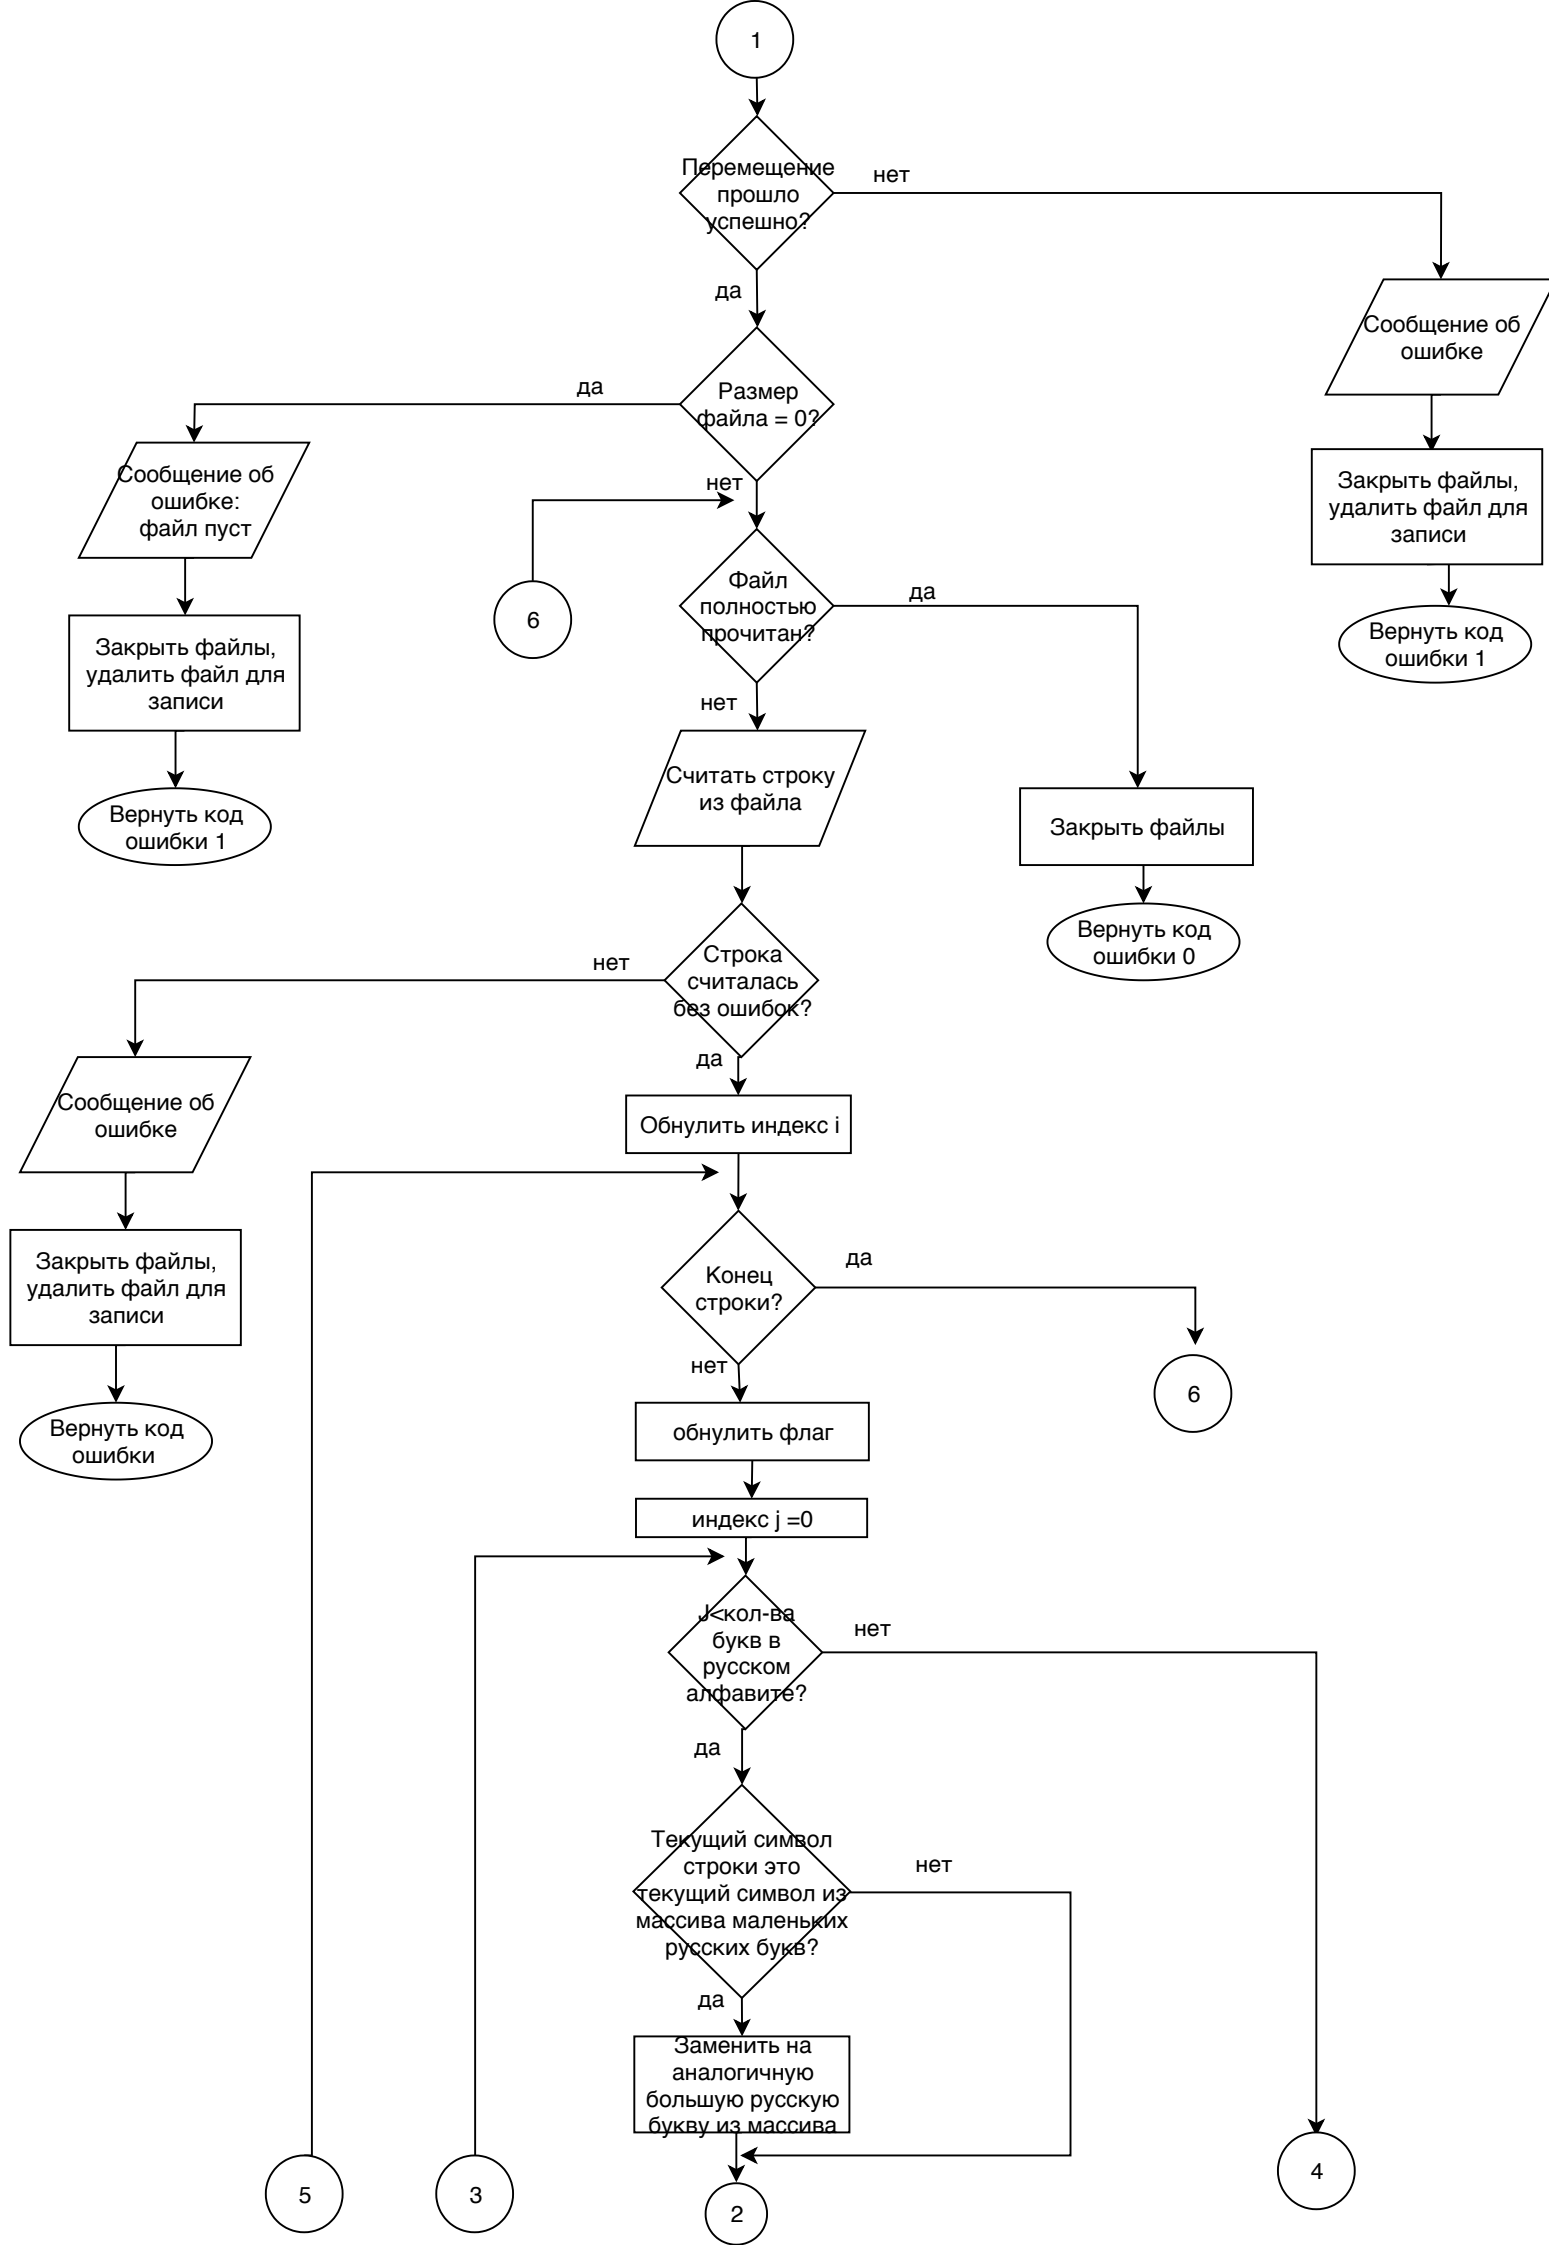 1
Перемещение
прошло
успешно?
нет
да
Сообщение об
ошибке
Закрыть файлы,
удалить файл для
записи
Вернуть код
ошибки 1
Размер
файла = 0?
да
Сообщение об
ошибке:
файл пуст
Закрыть файлы,
удалить файл для
записи
Вернуть код
ошибки 1
нет
6
Файл
полностью
прочитан?
да
Закрыть файлы
Вернуть код
ошибки 0
нет
Считать строку
из файла
Строка
считалась
без ошибок?
нет
Сообщение об
ошибке
Закрыть файлы,
удалить файл для
записи
Вернуть код
ошибки
да
Обнулить индекс i
Конец
строки?
да
6
нет
обнулить флаг
индекс j =0
J<кол-ва
букв в
русском
алфавите?
нет
да
Текущий символ
строки это
текущий символ из
массива маленьких
русских букв?
нет
да
Заменить на
аналогичную
большую русскую
букву из массива
5
3
2
4